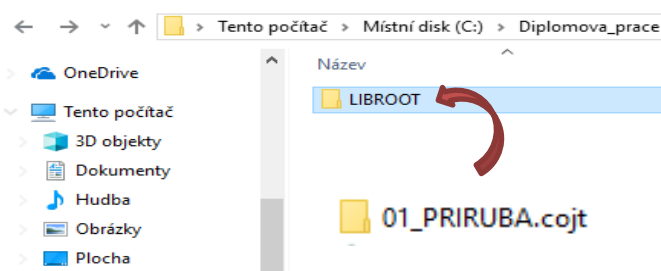 Tento počítač > Místní disk (C:) > Diplomova_prace
OneDrive
Tento počítač
3D objekty
Dokumenty
Hudba
Obrázky
Plocha
Název
LIBROOT
01_PRIRUBA.cojt